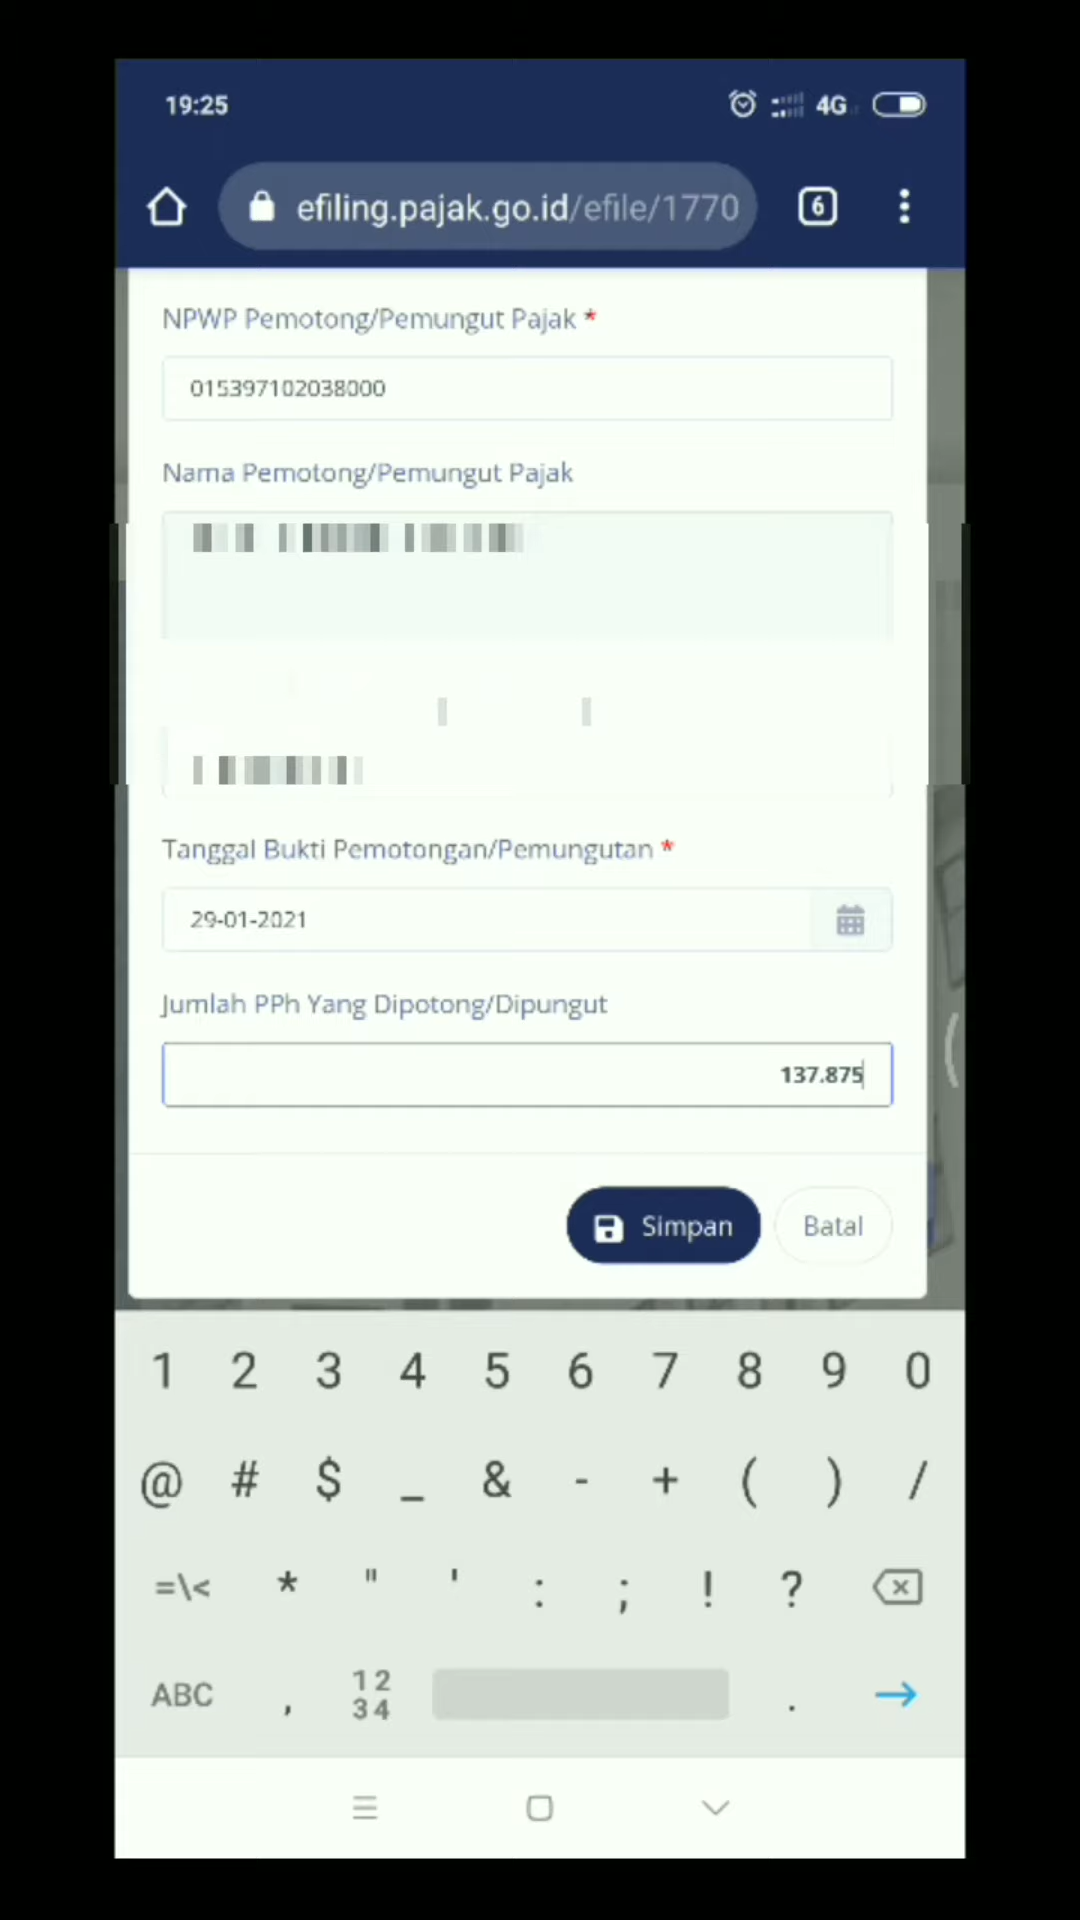 19:25
4G
efiling.pajak.go.id/efile/1770
6
NPWP Pemotong/Pemungut Pajak *
015397102038000
Nama Pemotong/Pemungut Pajak
Tanggal Bukti Pemotongan/Pemungutan *
29-01-2021
Jumlah PPh Yang Dipotong/Dipungut
137.875
Simpan Batal
1 2 3 4 5 6 7 8 9 0
@ # $ _ & - + ( ) /
=\< * " ' : ; ! ?
ABC , 12 34 .